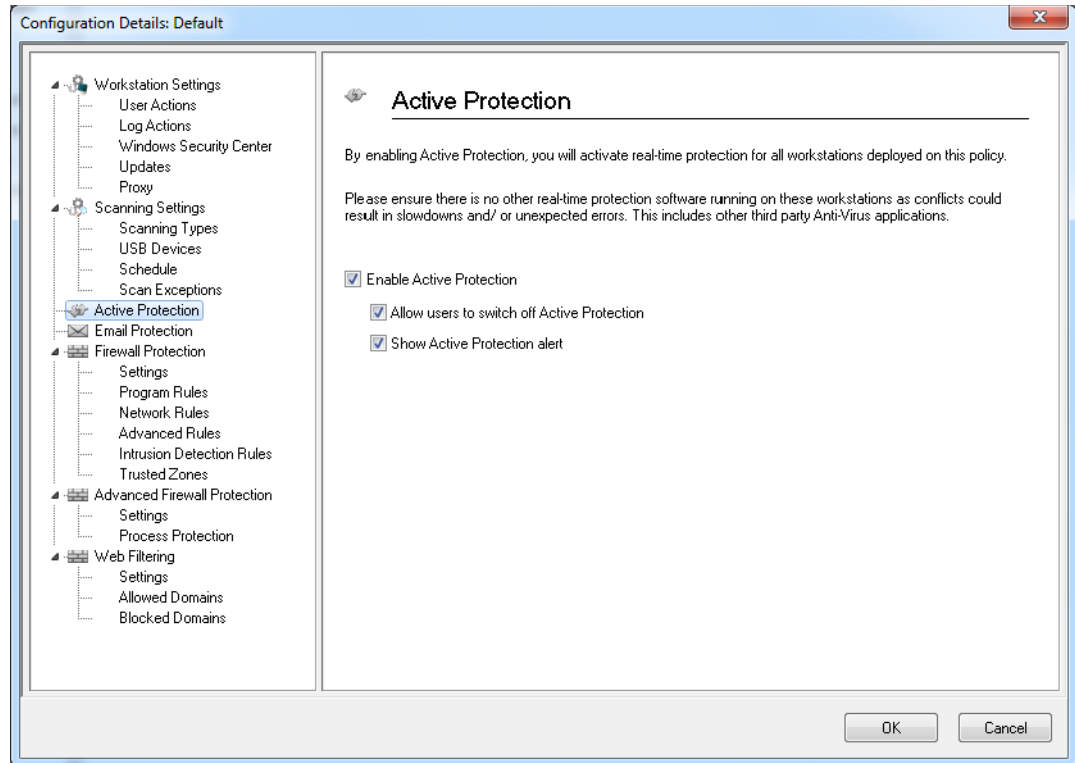 Configuration Details: Default
Workstation Settings
User Actions
Log Actions
Windows Security Center
Updates
Proxy
Scanning Settings
Scanning Types
USB Devices
Schedule
Scan Exceptions
Active Protection
Email Protection
Firewall Protection
Settings
Program Rules
Network Rules
Advanced Rules
Intrusion Detection Rules
Trusted Zones
Advanced Firewall Protection
Settings
Process Protection
Web Filtering
Settings
Allowed Domains
Blocked Domains
Active Protection
By enabling Active Protection, you will activate real-time protection for all workstations deployed on this policy.
Please ensure there is no other real-time protection software running on these workstations as conflicts could
result in slowdowns and/ or unexpected errors. This includes other third party Anti-Virus applications.
Enable Active Protection
Allow users to switch off Active Protection
Show Active Protection alert
OK
Cancel